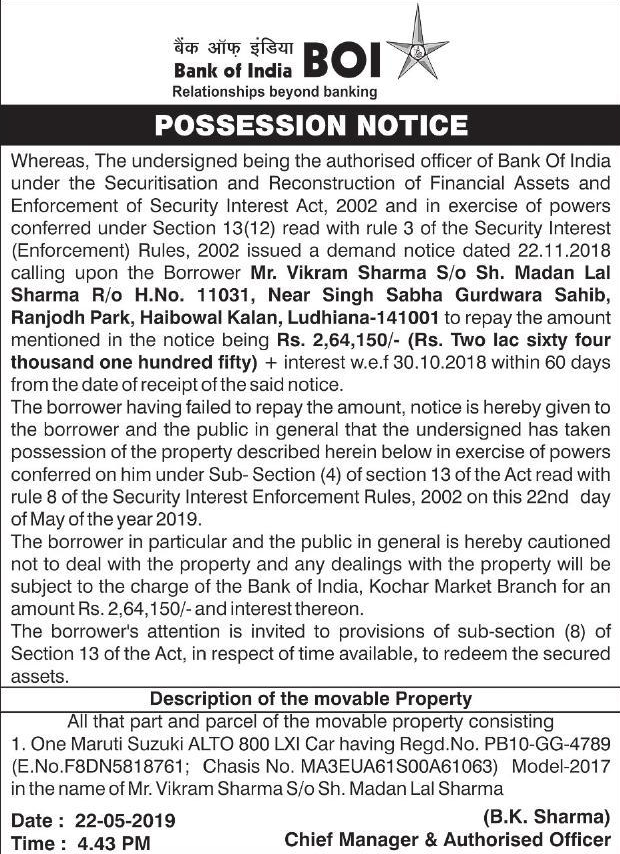 बैंक ऑफ़ इंडिया BOI
Bank of India
Relationships beyond banking
POSSESSION NOTICE
Whereas, The undersigned being the authorised officer of Bank Of India
under the Securitisation and Reconstruction of Financial Assets and
Enforcement of Security Interest Act, 2002 and in exercise of powers
conferred under Section 13(12) read with rule 3 of the Security Interest
(Enforcement) Rules, 2002 issued a demand notice dated 22.11.2018
calling upon the Borrower Mr. Vikram Sharma S/o Sh. Madan Lal
Sharma R/o H.No. 11031, Near Singh Sabha Gurdwara Sahib,
Ranjodh Park, Haibowal Kalan, Ludhiana-141001 to repay the amount
mentioned in the notice being Rs. 2,64,150/- (Rs. Two lac sixty four
thousand one hundred fifty) + interest w.e.f 30.10.2018 within 60 days
from the date of receipt of the said notice.
The borrower having failed to repay the amount, notice is hereby given to
the borrower and the public in general that the undersigned has taken
possession of the property described herein below in exercise of powers
conferred on him under Sub- Section (4) of section 13 of the Act read with
rule 8 of the Security Interest Enforcement Rules, 2002 on this 22nd day
of May of the year 2019.
The borrower in particular and the public in general is hereby cautioned
not to deal with the property and any dealings with the property will be
subject to the charge of the Bank of India, Kochar Market Branch for an
amount Rs. 2,64,150/- and interest thereon.
The borrower's attention is invited to provisions of sub-section (8) of
Section 13 of the Act, in respect of time available, to redeem the secured
assets.
Description of the movable Property
All that part and parcel of the movable property consisting
1. One Maruti Suzuki ALTO 800 LXI Car having Regd.No. PB10-GG-4789
(E.No.F8DN5818761; Chasis No. MA3EUA61S00A61063) Model-2017
in the name of Mr. Vikram Sharma S/o Sh. Madan Lal Sharma
Date : 22-05-2019 (B.K. Sharma)
Time : 4.43 PM Chief Manager & Authorised Officer